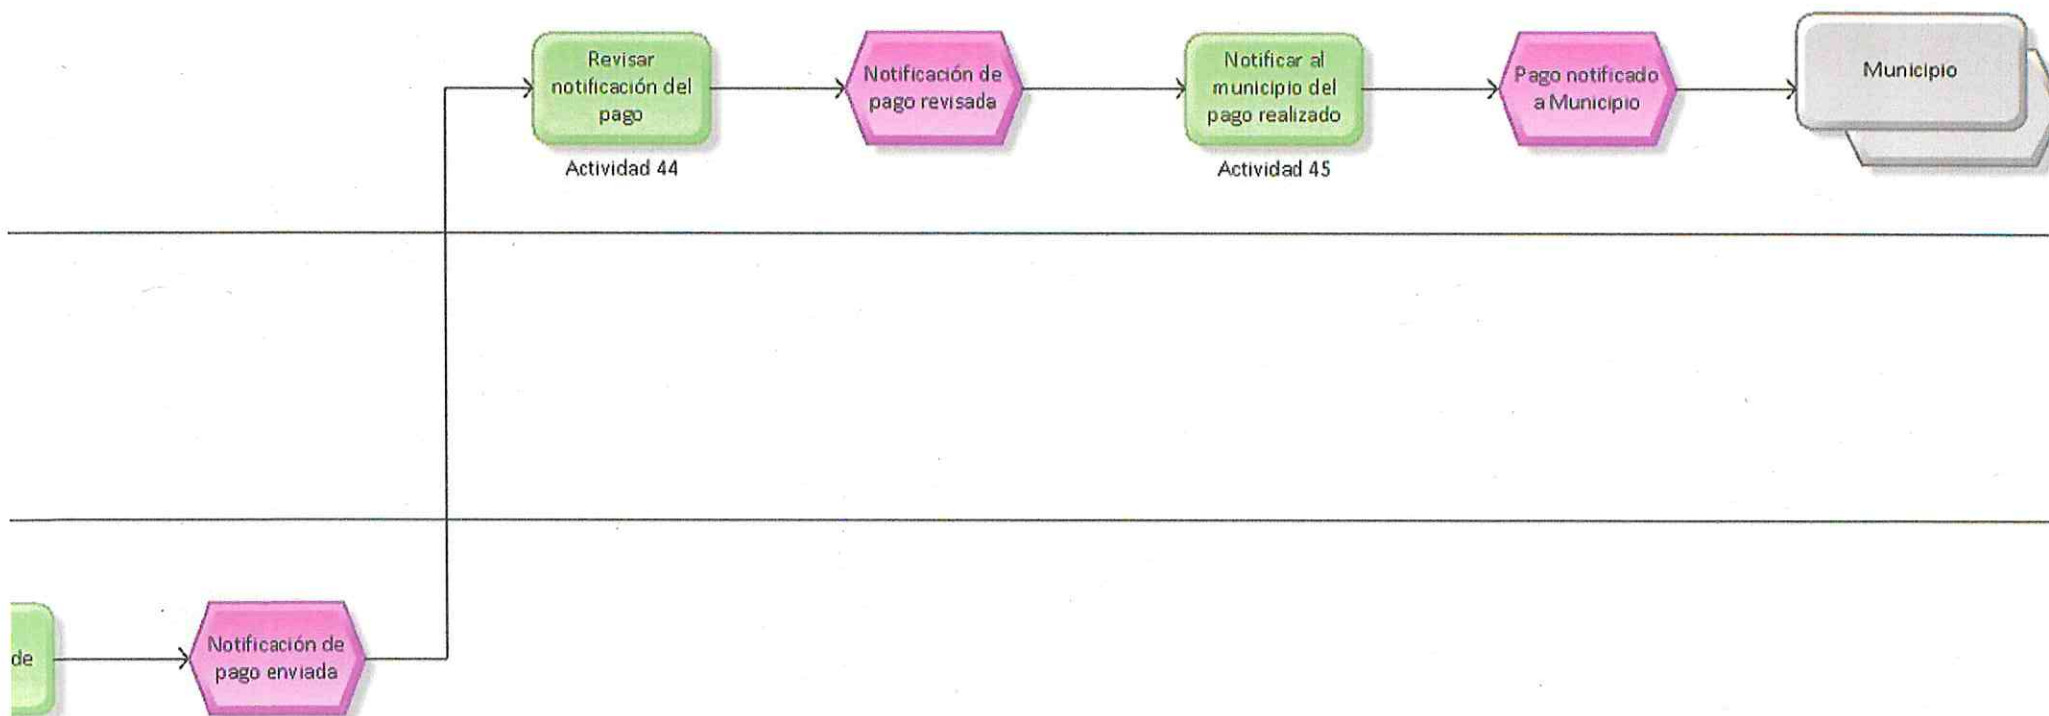 Revisar
notificación del
pago
Actividad 44
Notificación de
pago revisada
Notificar al
municipio del
pago realizado
Actividad 45
Pago notificado
a Municipio
Municipio
de
Notificación de
pago enviada